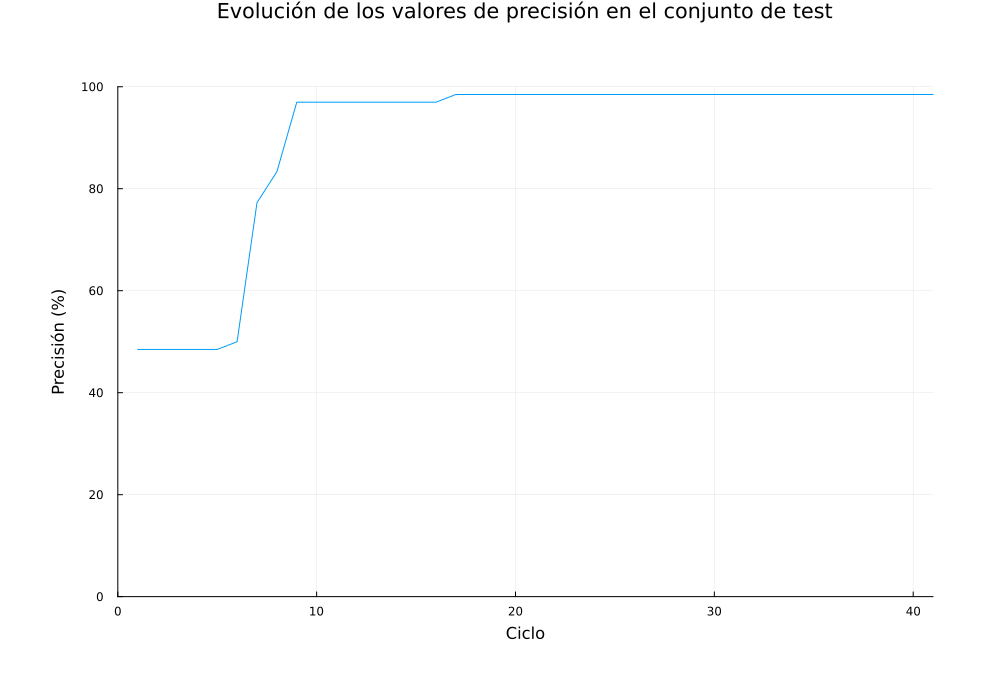 Evolución de los valores de precisión en el conjunto de test
100
80
60
40
20
0
Precisión (%)
0 10 20 30 40
Ciclo